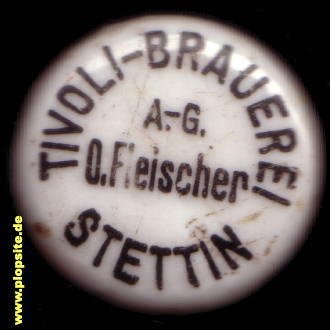 TIVOLI-BRAUEREI
A.-G.
O.Fleischer
STETTIN
www.plopsite.de